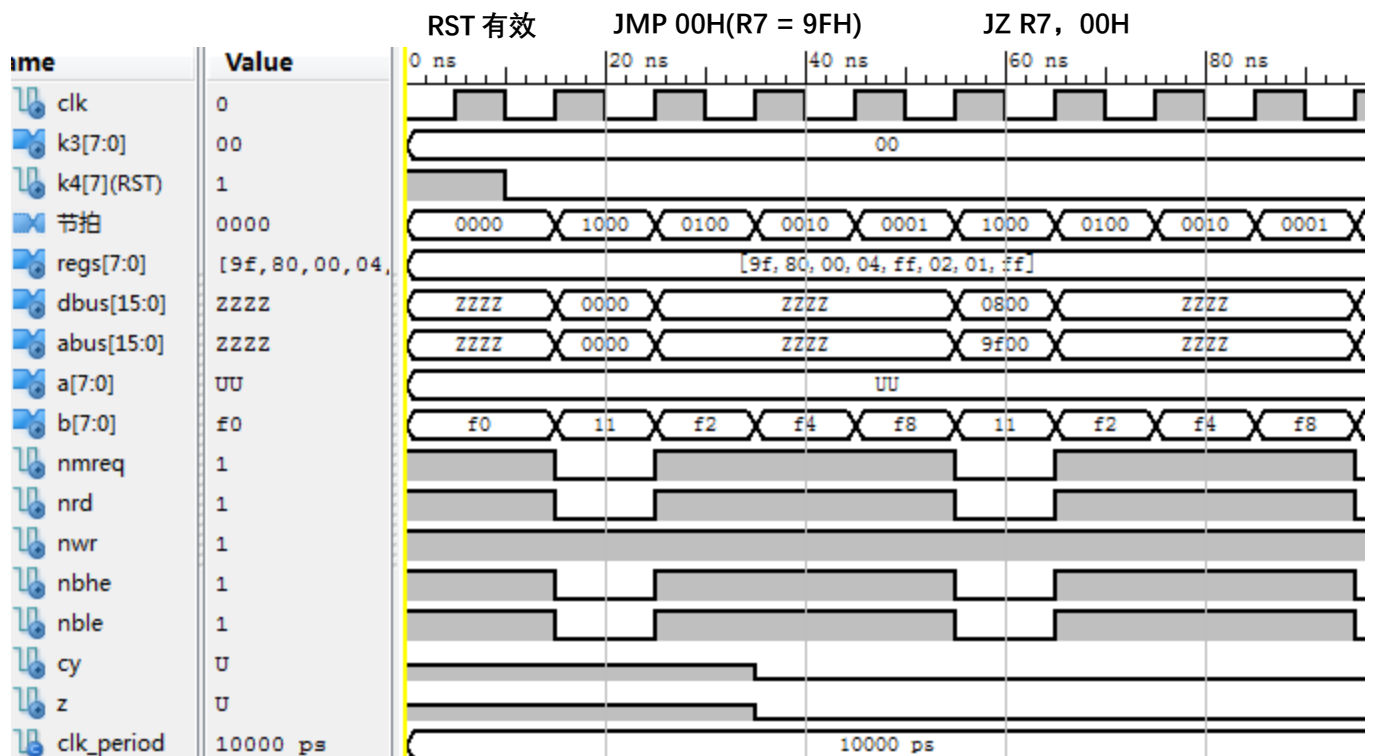 RST 有效 JMP 00H(R7 = 9FH) JZ R7，00H
ame Value 0 ns 20 ns 40 ns 60 ns 80 ns
clk 0
k3[7:0] 00 00
k4[7](RST) 1
节拍 0000 0000 1000 0100 0010 0001 1000 0100 0010 0001
regs[7:0] [9f,80,00,04, [9f,80,00,04,ff,02,01,ff]
dbus[15:0] ZZZZ ZZZZ 0000 ZZZZ 0800 ZZZZ
abus[15:0] ZZZZ ZZZZ 0000 ZZZZ 9f00 ZZZZ
a[7:0] UU UU
b[7:0] f0 f0 11 f2 f4 f8 11 f2 f4 f8
nmreq 1
nrd 1
nwr 1
nbhe 1
nble 1
cy U
z U
clk_period 10000 ps 10000 ps